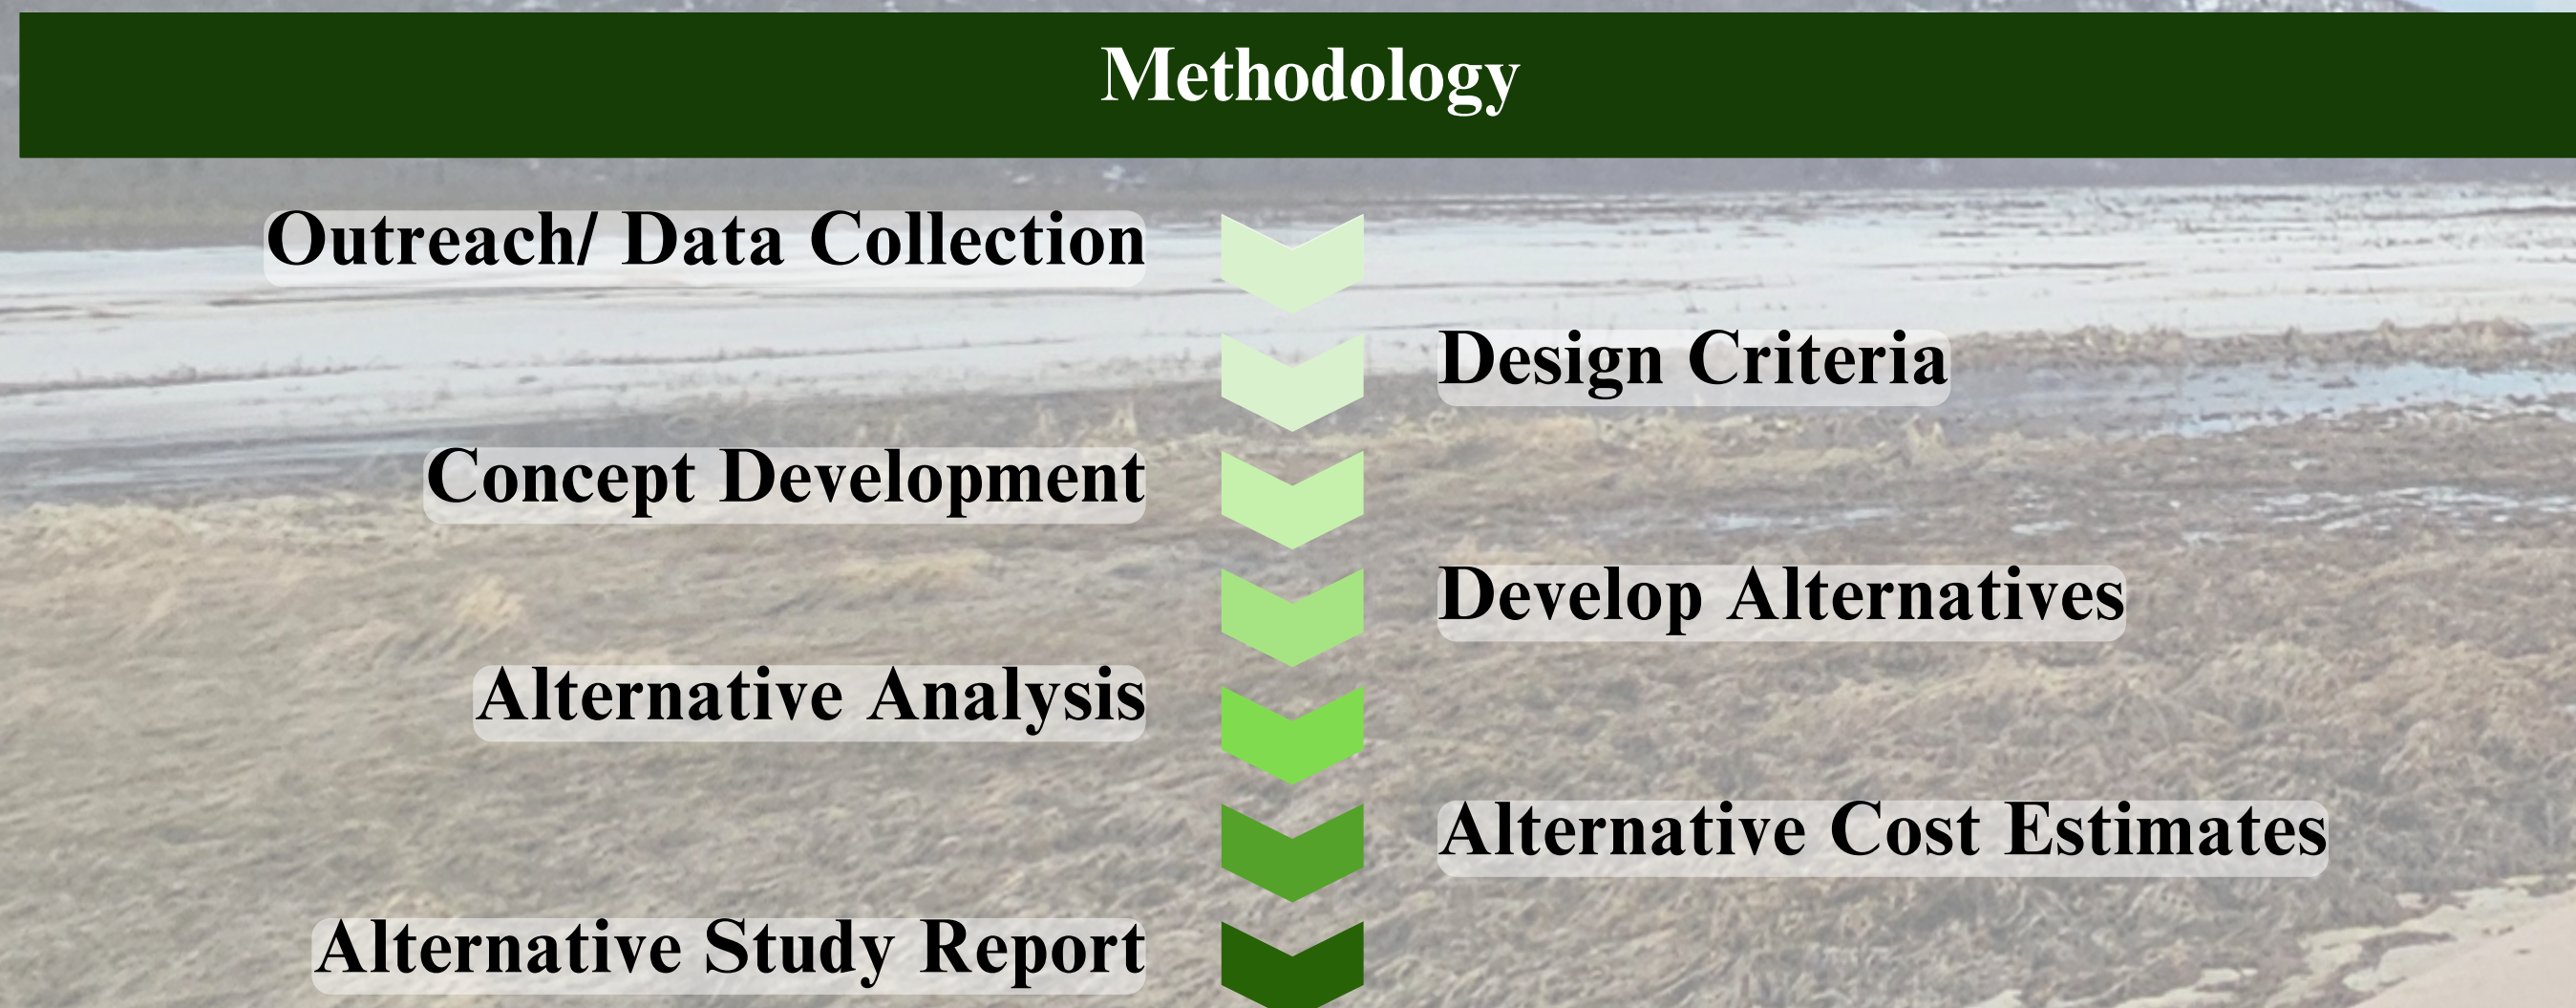 Methodology
Outreach/ Data Collection
Design Criteria
Concept Development
Develop Alternatives
Alternative Analysis
Alternative Cost Estimates
Alternative Study Report